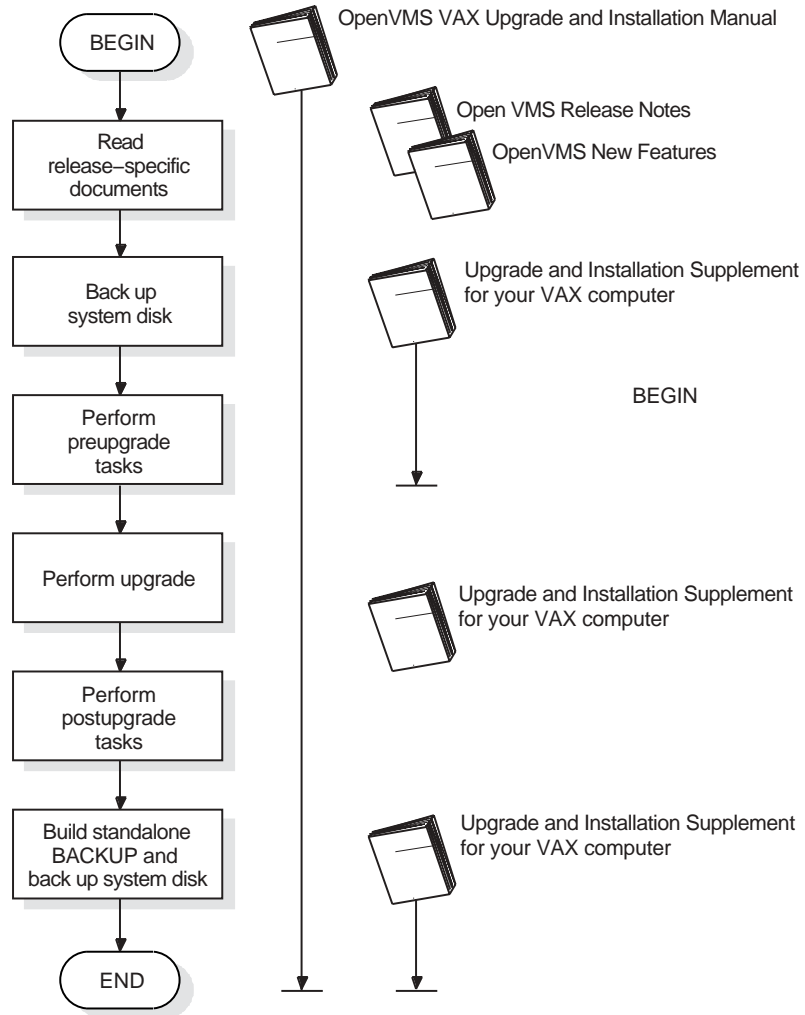 BEGIN
OpenVMS VAX Upgrade and Installation Manual
Read
release–specific
documents
Open VMS Release Notes
OpenVMS New Features
Back up
system disk
Upgrade and Installation Supplement
for your VAX computer
Perform
preupgrade
tasks
BEGIN
Perform upgrade
Upgrade and Installation Supplement
for your VAX computer
Perform
postupgrade
tasks
Build standalone
BACKUP and
back up system disk
Upgrade and Installation Supplement
for your VAX computer
END